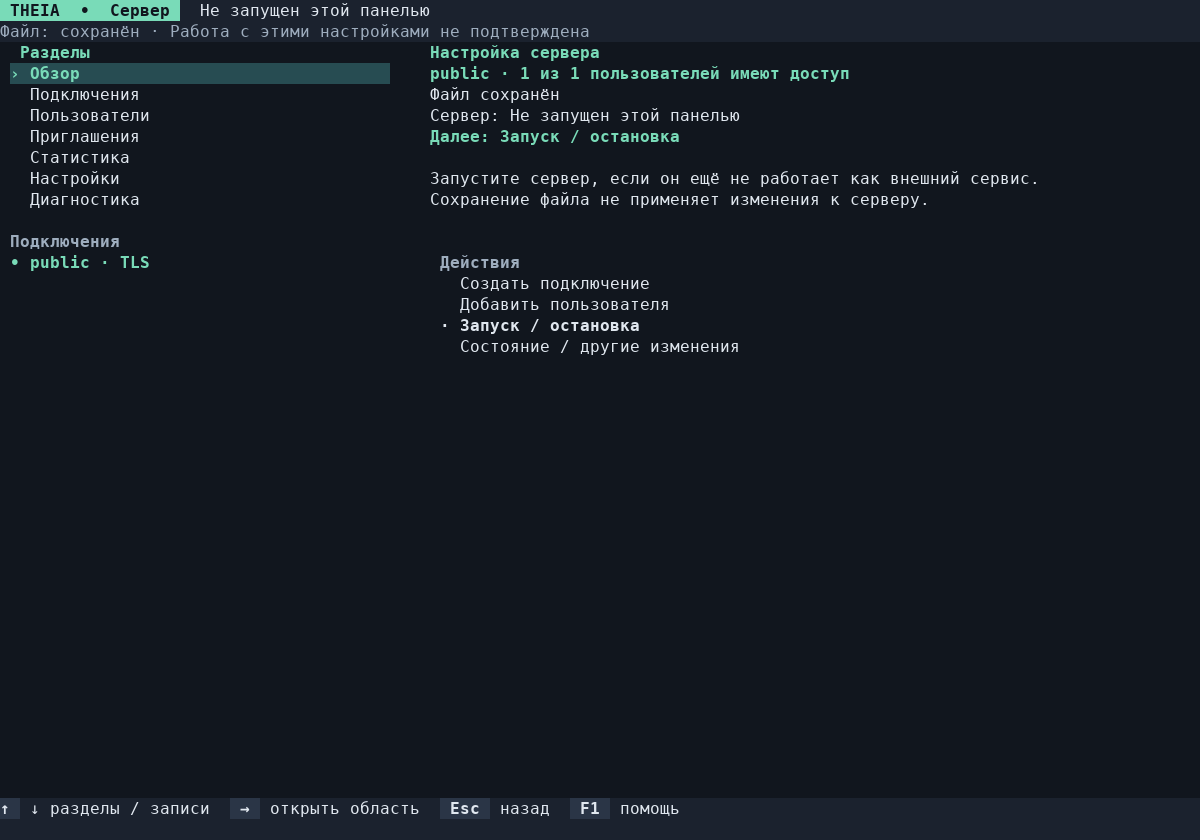 THEIA • Сервер Не запущен этой панелью
Файл: сохранён · Работа с этими настройками не подтверждена
Разделы
› Обзор
Подключения
Пользователи
Приглашения
Статистика
Настройки
Диагностика
Подключения
• public · TLS
Настройка сервера
public · 1 из 1 пользователей имеют доступ
Файл сохранён
Сервер: Не запущен этой панелью
Далее: Запуск / остановка
Запустите сервер, если он ещё не работает как внешний сервис.
Сохранение файла не применяет изменения к серверу.
Действия
Создать подключение
Добавить пользователя
· Запуск / остановка
Состояние / другие изменения
↑ ↓ разделы / записи → открыть область Esc назад F1 помощь